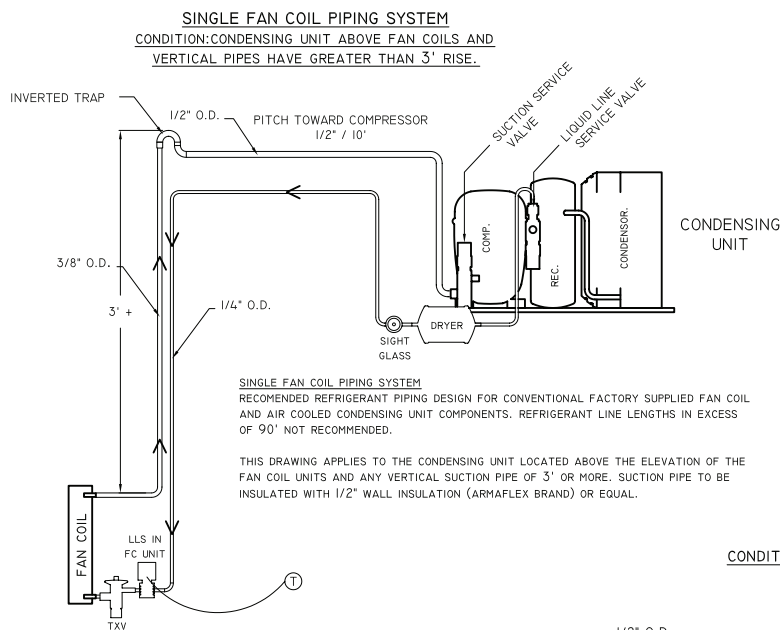 SINGLE FAN COIL PIPING SYSTEM
CONDITION:CONDENSING UNIT ABOVE FAN COILS AND
VERTICAL PIPES HAVE GREATER THAN 3' RISE.
INVERTED TRAP
1/2" O.D.
PITCH TOWARD COMPRESSOR
1/2" / 10'
SUCTION SERVICE
VALVE
LIQUID LINE
SERVICE VALVE
COMP.
REC.
CONDENSOR.
CONDENSING
UNIT
3/8" O.D.
3' +
1/4" O.D.
DRYER
SIGHT
GLASS
SINGLE FAN COIL PIPING SYSTEM
RECOMENDED REFRIGERANT PIPING DESIGN FOR CONVENTIONAL FACTORY SUPPLIED FAN COIL
AND AIR COOLED CONDENSING UNIT COMPONENTS. REFRIGERANT LINE LENGTHS IN EXCESS
OF 90' NOT RECOMMENDED.
THIS DRAWING APPLIES TO THE CONDENSING UNIT LOCATED ABOVE THE ELEVATION OF THE
FAN COIL UNITS AND ANY VERTICAL SUCTION PIPE OF 3' OR MORE. SUCTION PIPE TO BE
INSULATED WITH 1/2" WALL INSULATION (ARMAFLEX BRAND) OR EQUAL.
FAN COIL
LLS IN
FC UNIT
T
TXV
CONDIT
1/2" O.D.